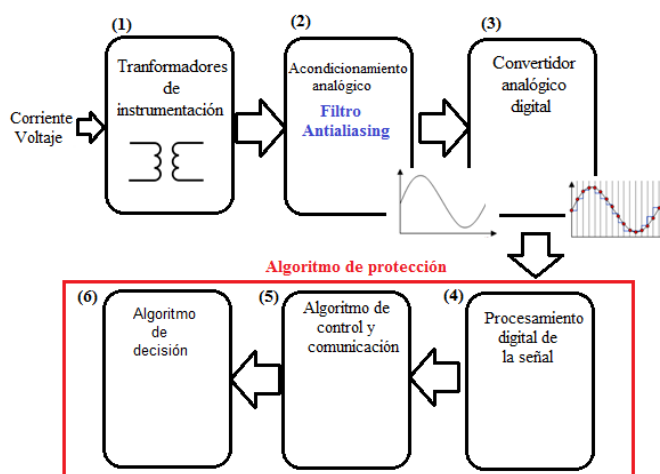 (1)
Tranformadores
de
instrumentación
Corriente
Voltaje
(2)
Acondicionamiento
analógico
Filtro
Antialiasing
(3)
Convertidor
analógico
digital
Algoritmo de protección
(4)
Procesamiento
digital de
la señal
(5)
Algoritmo de
control y
comunicación
(6)
Algoritmo
de
decisión